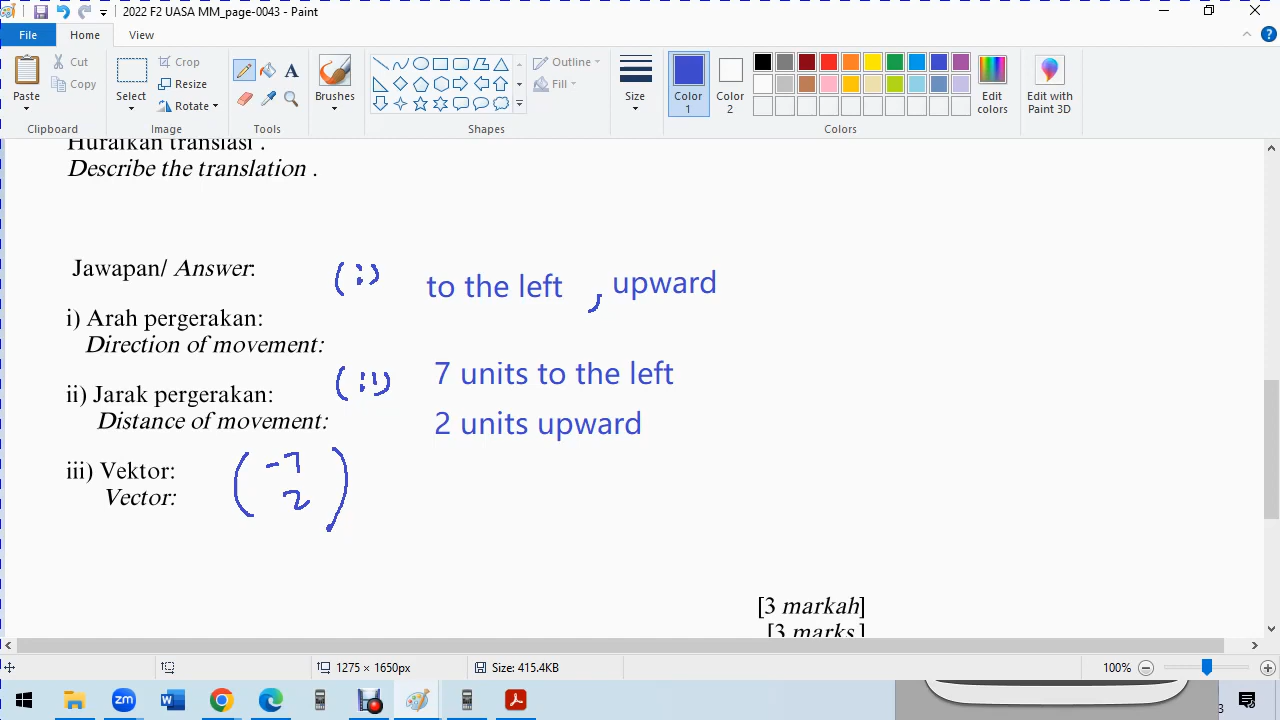 2022 F2 UASA MM_page-0043 - Paint
File Home View
Paste Cut Copy Clipboard
Select Crop Resize Rotate Image
Tools
Brushes
Shapes Outline Fill
Size
Color 1 Color 2 Edit colors Colors
Edit with Paint 3D
Huraikan translasi .
Describe the translation .
Jawapan/ Answer: (i) to the left , upward
i) Arah pergerakan:
Direction of movement:
(ii) 7 units to the left
ii) Jarak pergerakan:
Distance of movement: 2 units upward
iii) Vektor: -7
Vector: 2
[3 markah]
[3 marks ]
1275 × 1650px Size: 415.4KB 100%
zm
3